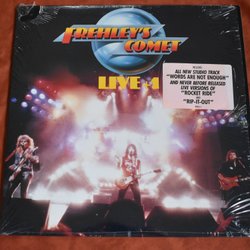 FREHLEY'S
COMET
LIVE +1
INCLUDES
ALL NEW STUDIO TRACK
"WORDS ARE NOT ENOUGH"
AND NEVER BEFORE RELEASED
LIVE VERSIONS OF
"ROCKET RIDE"
AND
"RIP-IT-OUT"